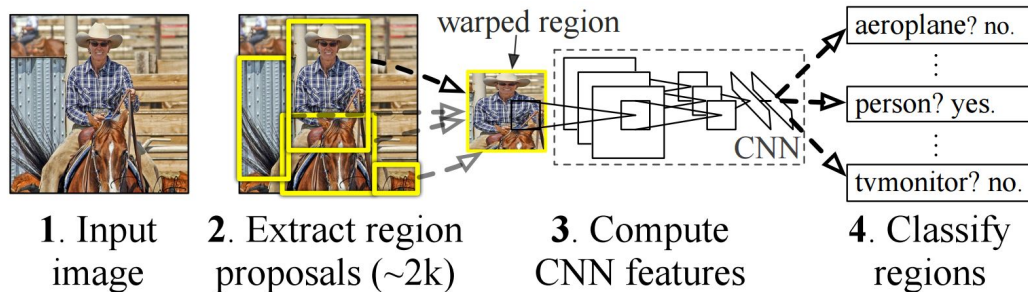 warped region
aeroplane? no.
person? yes.
CNN
tvmonitor? no.
1. Input
image
2. Extract region
proposals (~2k)
3. Compute
CNN features
4. Classify
regions